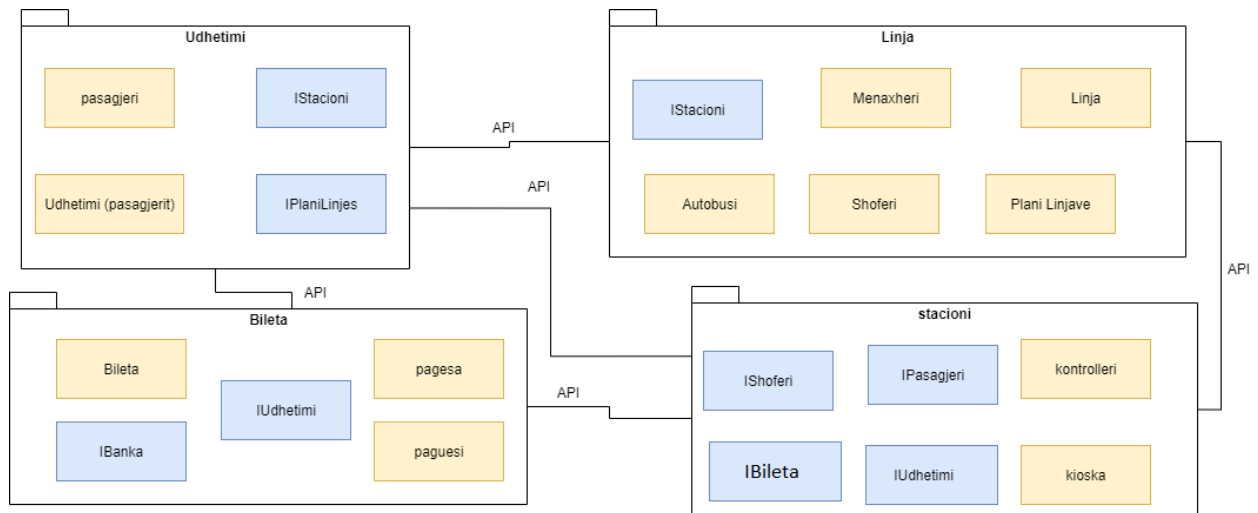 Udhetimi
pasagjeri
IStacioni
Udhetimi (pasagjerit)
IPlaniLinjes
API
API
Linja
IStacioni
Menaxheri
Linja
Autobusi
Shoferi
Plani Linjave
API
API
Bileta
Bileta
pagesa
IUdhetimi
IBanka
paguesi
API
stacioni
IShoferi
IPasagjeri
kontrolleri
IBileta
IUdhetimi
kioska